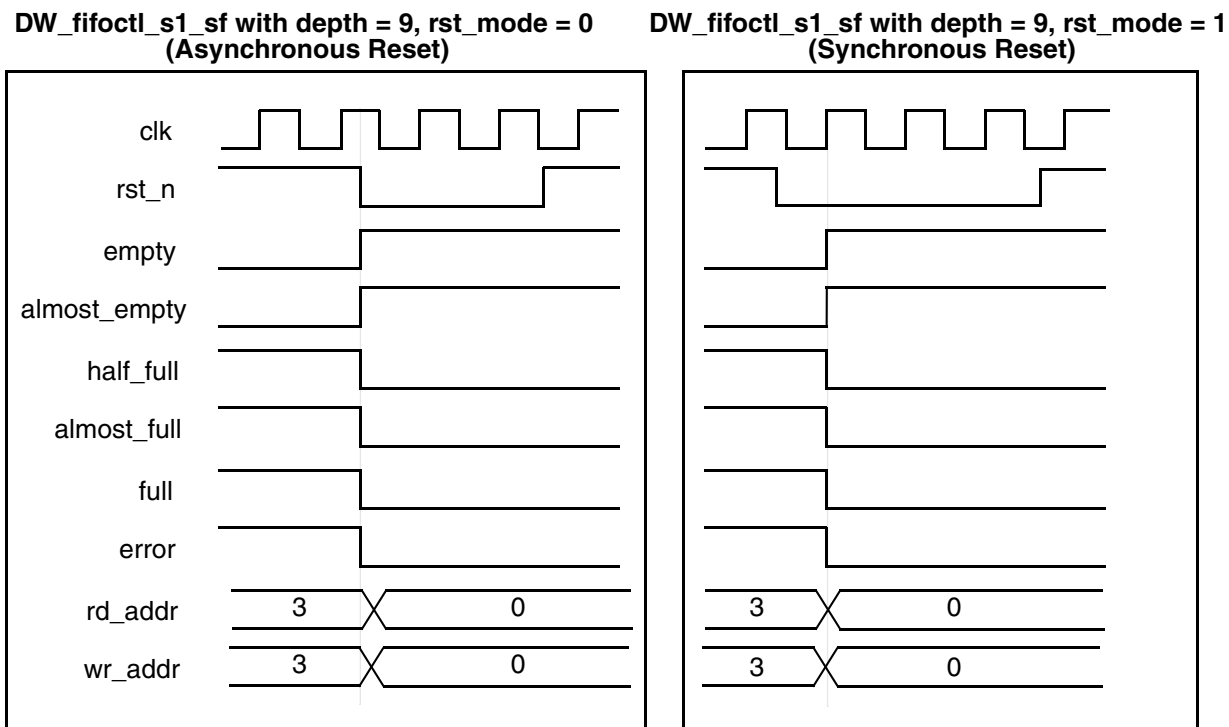 DW_fifoctl_s1_sf with depth = 9, rst_mode = 0
(Asynchronous Reset)
DW_fifoctl_s1_sf with depth = 9, rst_mode = 1
(Synchronous Reset)
clk
rst_n
empty
almost_empty
half_full
almost_full
full
error
rd_addr 3 0 3 0
wr_addr 3 0 3 0